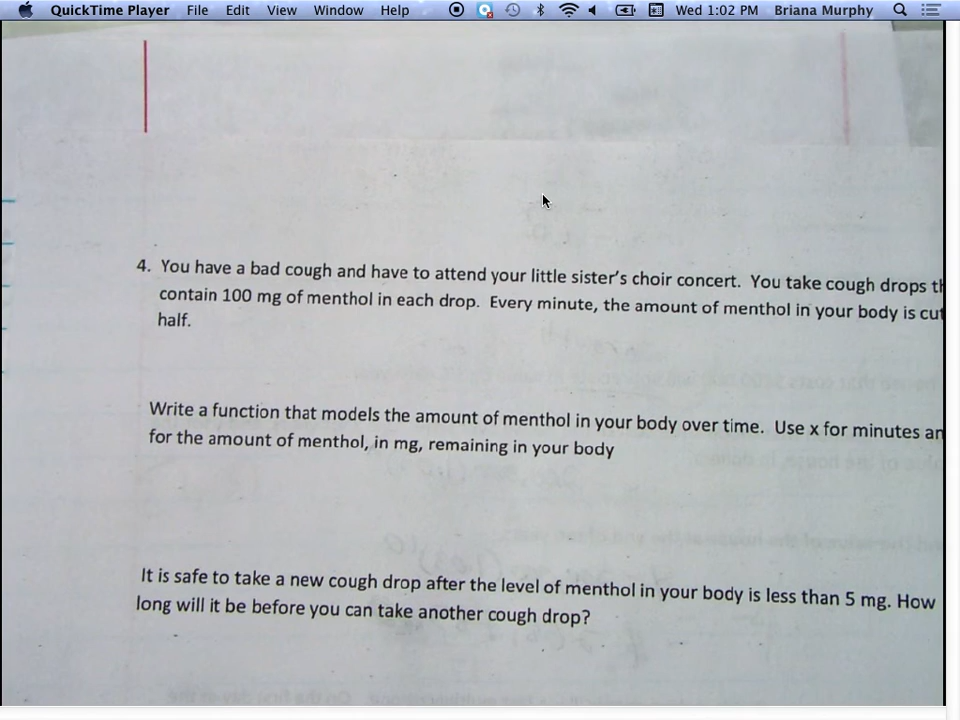 QuickTime Player File Edit View Window Help Wed 1:02 PM Briana Murphy
4. You have a bad cough and have to attend your little sister's choir concert. You take cough drops
contain 100 mg of menthol in each drop. Every minute, the amount of menthol in your body is cut
half.
Write a function that models the amount of menthol in your body over time. Use x for minutes
for the amount of menthol, in mg, remaining in your body
It is safe to take a new cough drop after the level of menthol in your body is less than 5 mg. How
long will it be before you can take another cough drop?